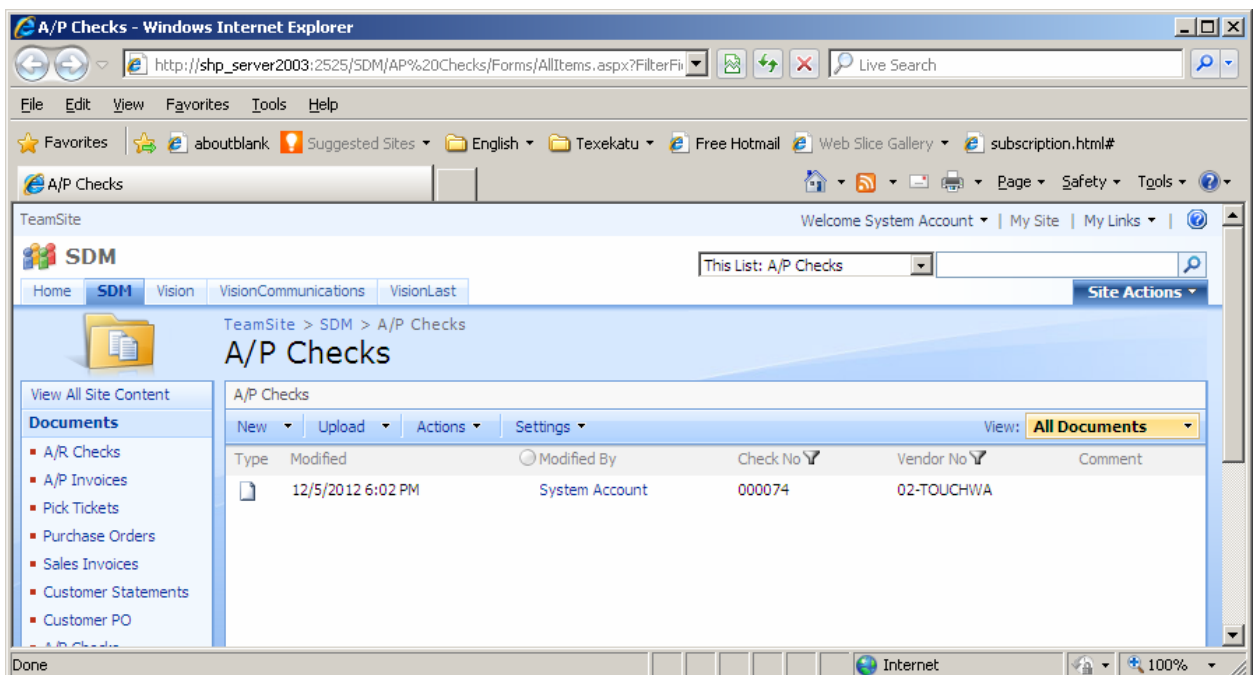 A/P Checks - Windows Internet Explorer
http://shp_server2003:2525/SDM/AP%20Checks/Forms/AllItems.aspx?FilterFi Live Search
File Edit View Favorites Tools Help
Favorites aboutblank Suggested Sites English Texekatu Free Hotmail Web Slice Gallery subscription.html#
A/P Checks Page Safety Tools
TeamSite Welcome System Account | My Site | My Links |
SDM This List: A/P Checks
Home SDM Vision VisionCommunications VisionLast Site Actions
TeamSite > SDM > A/P Checks
A/P Checks
View All Site Content A/P Checks
Documents New Upload Actions Settings View: All Documents
A/R Checks Type Modified Modified By Check No Vendor No Comment
A/P Invoices 12/5/2012 6:02 PM System Account 000074 02-TOUCHWA
Pick Tickets
Purchase Orders
Sales Invoices
Customer Statements
Customer PO
A/P Checks
Done Internet 100%